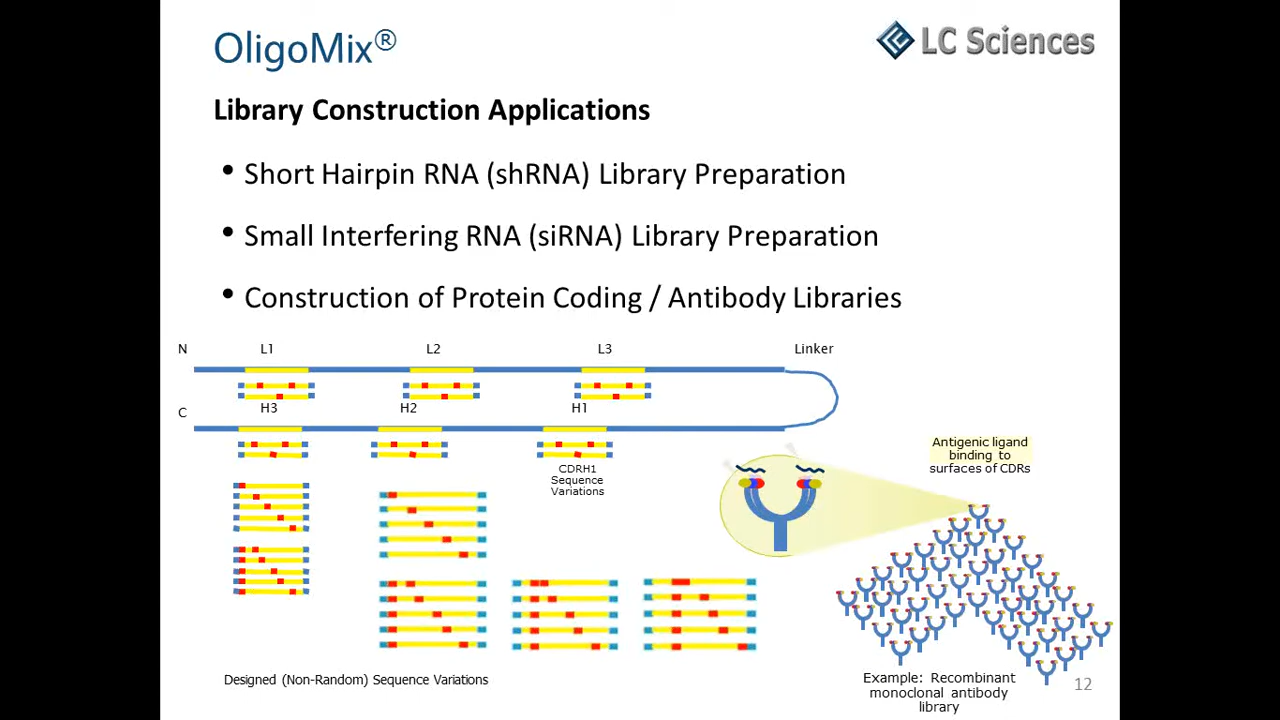 OligoMix®
LC Sciences
Library Construction Applications
• Short Hairpin RNA (shRNA) Library Preparation
• Small Interfering RNA (siRNA) Library Preparation
• Construction of Protein Coding / Antibody Libraries
N L1 L2 L3 Linker
C H3 H2 H1
CDRH1
Sequence
Variations
Antigenic ligand
binding to
surfaces of CDRs
Designed (Non-Random) Sequence Variations
Example: Recombinant
monoclonal antibody
library
12